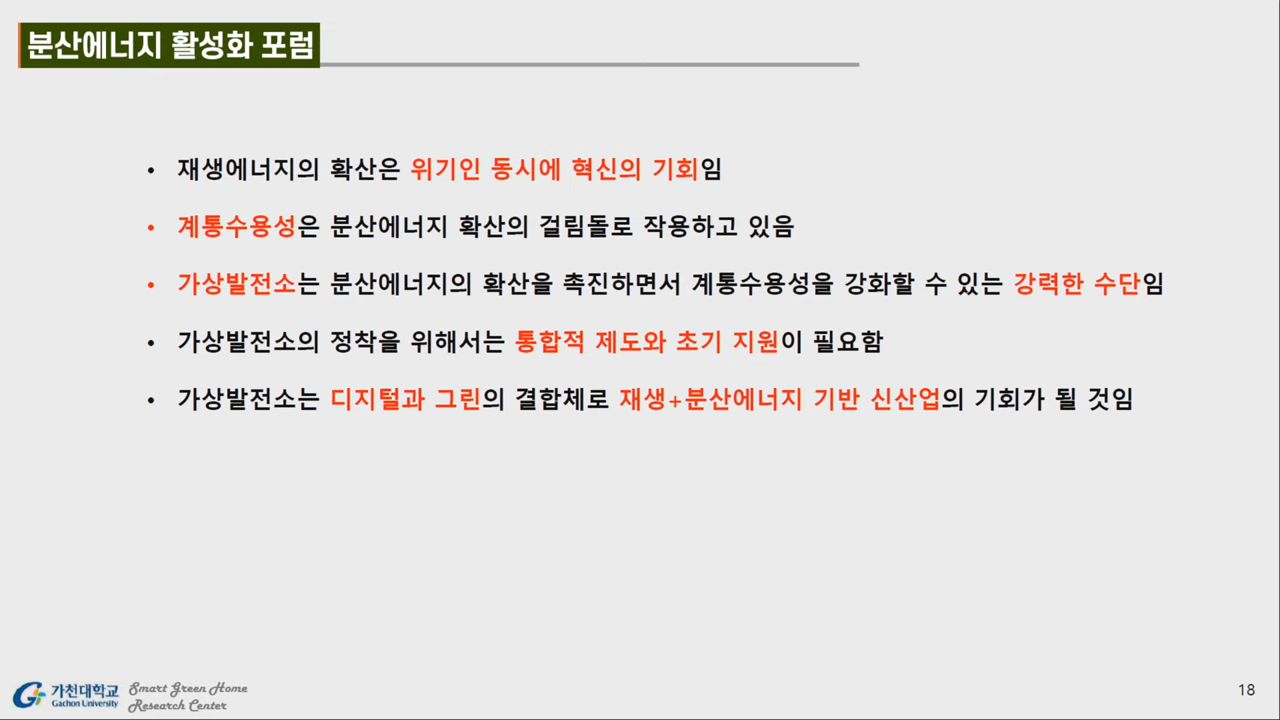 분산에너지 활성화 포럼
• 재생에너지의 확산은 위기인 동시에 혁신의 기회임
• 계통수용성은 분산에너지 확산의 걸림돌로 작용하고 있음
• 가상발전소는 분산에너지의 확산을 촉진하면서 계통수용성을 강화할 수 있는 강력한 수단임
• 가상발전소의 정착을 위해서는 통합적 제도와 초기 지원이 필요함
• 가상발전소는 디지털과 그린의 결합체로 재생+분산에너지 기반 신산업의 기회가 될 것임
가천대학교
Gachon University
Smart Green Home
Research Center
18